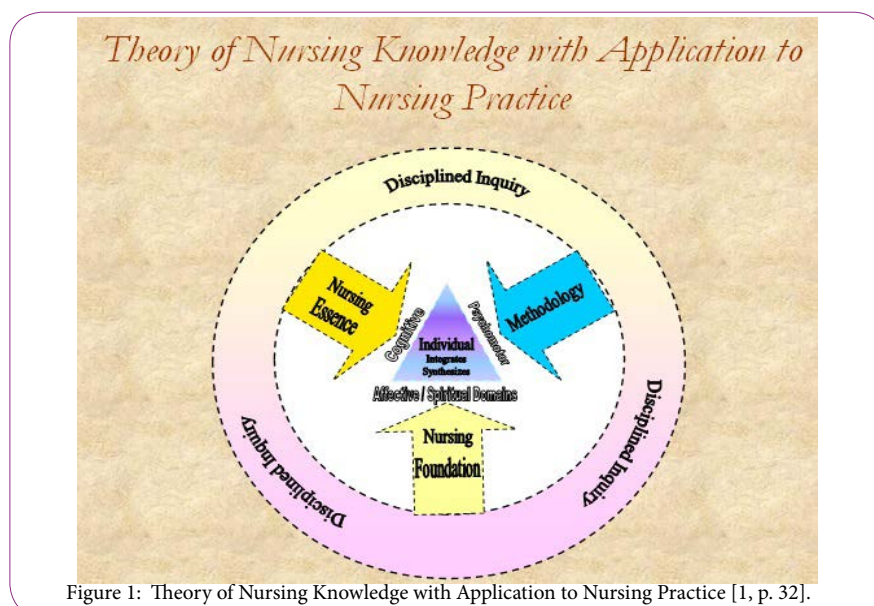 Theory of Nursing Knowledge with Application to
Nursing Practice
Disciplined Inquiry
Nursing
Essence
Methodology
Cognitive
Psychomotor
Individual
Integrates
Synthesizes
Affective / Spiritual Domains
Nursing
Foundation
Disciplined Inquiry
Disciplined Inquiry
Figure 1: Theory of Nursing Knowledge with Application to Nursing Practice [1, p. 32].